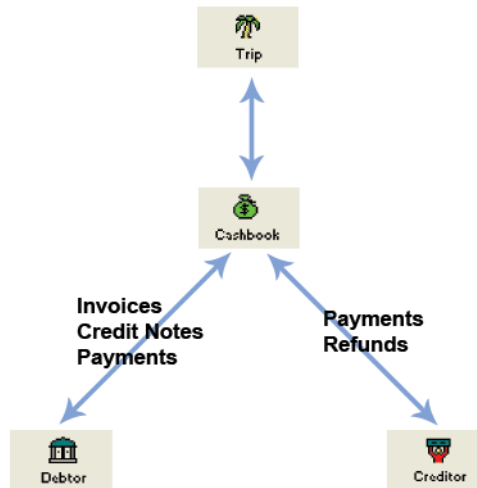 Trip
Cashbook
Invoices
Credit Notes
Payments
Payments
Refunds
Debtor
Creditor